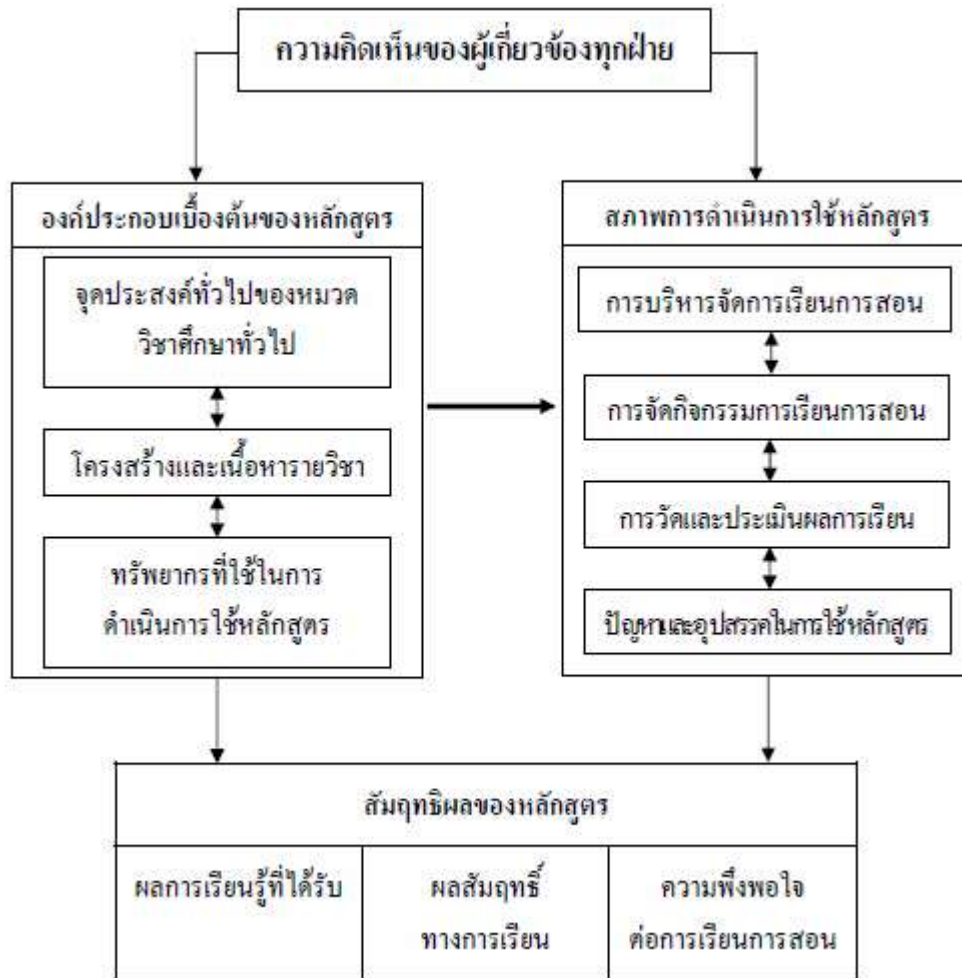 ความคิดเห็นของผู้เกี่ยวข้องทุกฝ่าย
องค์ประกอบเบื้องต้นของหลักสูตร
จุดประสงค์ทั่วไปของหมวด
วิชาศึกษาทั่วไป
โครงสร้างและเนื้อหารายวิชา
ทรัพยากรที่ใช้ในการ
ดำเนินการใช้หลักสูตร
สภาพการดำเนินการใช้หลักสูตร
การบริหารจัดการเรียนการสอน
การจัดกิจกรรมการเรียนการสอน
การวัดและประเมินผลการเรียน
ปัญหาและอุปสรรคในการใช้หลักสูตร
สัมฤทธิผลของหลักสูตร
ผลการเรียนรู้ที่ได้รับ
ผลสัมฤทธิ์
ทางการเรียน
ความพึงพอใจ
ต่อการเรียนการสอน